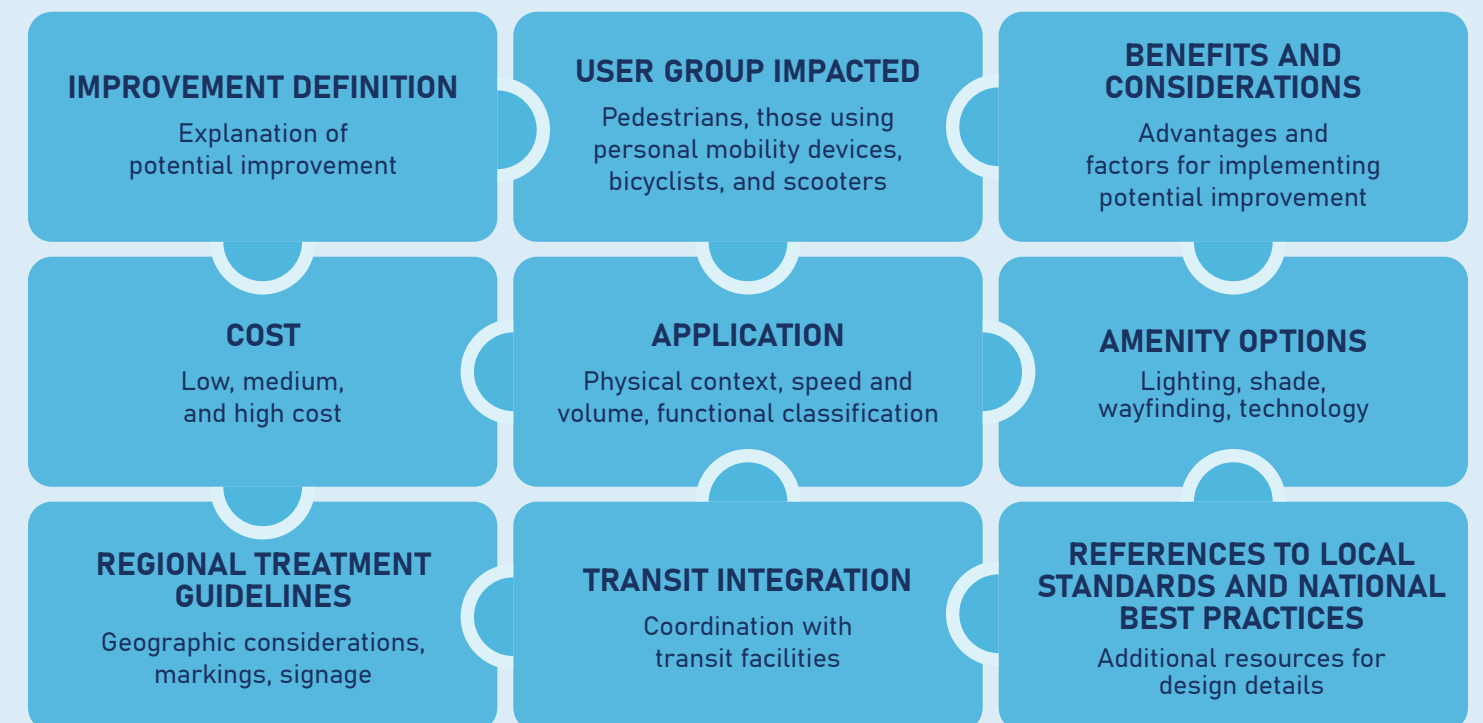 IMPROVEMENT DEFINITION
Explanation of
potential improvement
USER GROUP IMPACTED
Pedestrians, those using
personal mobility devices,
bicyclists, and scooters
BENEFITS AND
CONSIDERATIONS
Advantages and
factors for implementing
potential improvement
COST
Low, medium,
and high cost
APPLICATION
Physical context, speed and
volume, functional classification
AMENITY OPTIONS
Lighting, shade,
wayfinding, technology
REGIONAL TREATMENT
GUIDELINES
Geographic considerations,
markings, signage
TRANSIT INTEGRATION
Coordination with
transit facilities
REFERENCES TO LOCAL
STANDARDS AND NATIONAL
BEST PRACTICES
Additional resources for
design details